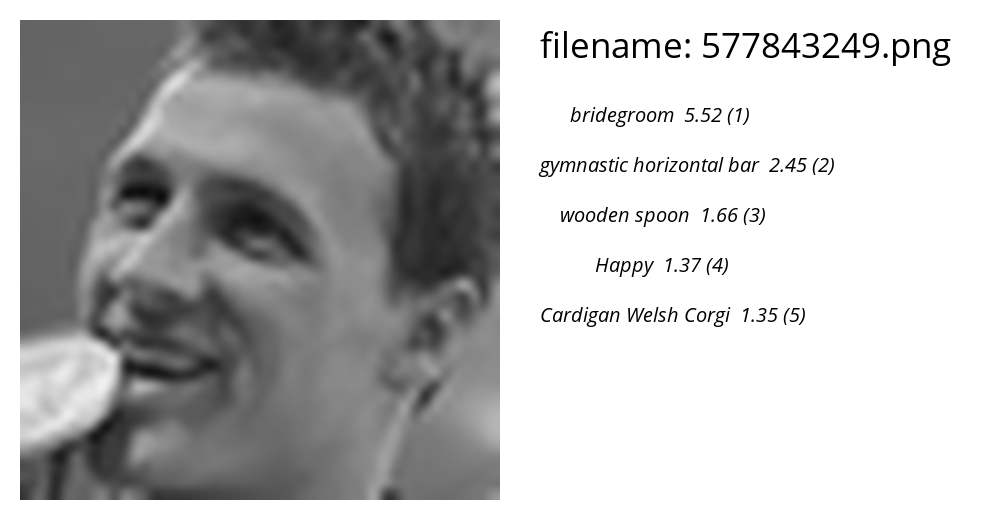 filename: 577843249.png
bridegroom 5.52 (1)
gymnastic horizontal bar 2.45 (2)
wooden spoon 1.66 (3)
Happy 1.37 (4)
Cardigan Welsh Corgi 1.35 (5)